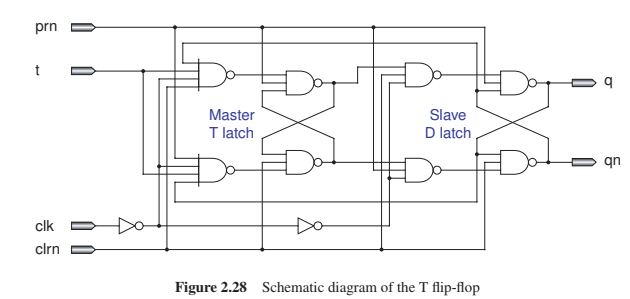 prn
t
q
Master
T latch
Slave
D latch
qn
clk
clrn
Figure 2.28 Schematic diagram of the T flip-flop